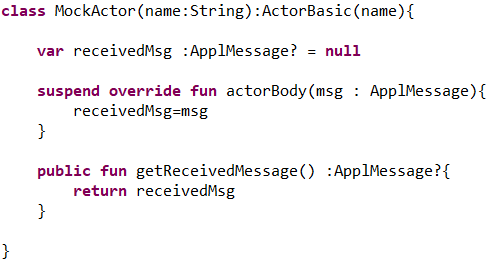 class MockActor(name:String):ActorBasic(name){
var receivedMsg :ApplMessage? = null
suspend override fun actorBody(msg : ApplMessage){
receivedMsg=msg
}
public fun getReceivedMessage() :ApplMessage?{
return receivedMsg
}
}